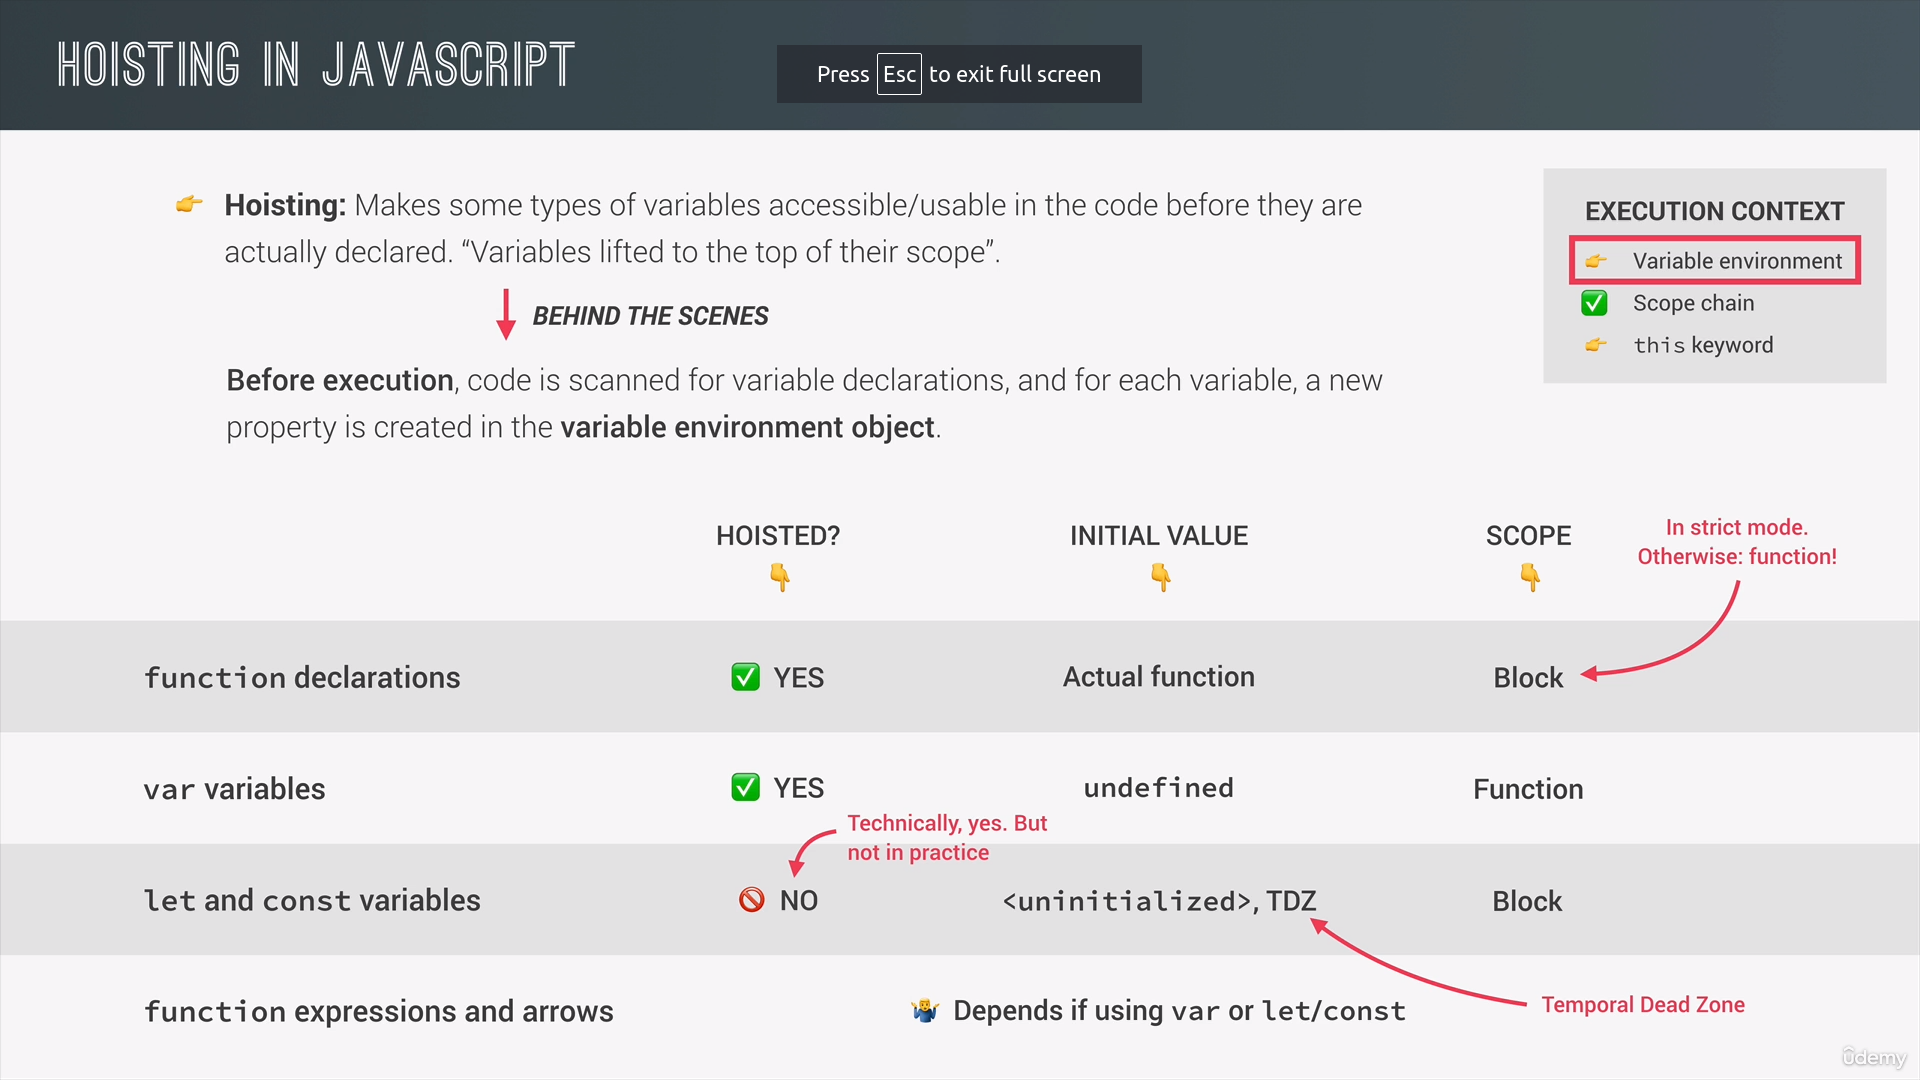 HOISTING IN JAVASCRIPT
Press Esc to exit full screen
Hoisting: Makes some types of variables accessible/usable in the code before they are
actually declared. “Variables lifted to the top of their scope”.
BEHIND THE SCENES
Before execution, code is scanned for variable declarations, and for each variable, a new
property is created in the variable environment object.
EXECUTION CONTEXT
Variable environment
Scope chain
this keyword
HOISTED?
INITIAL VALUE
SCOPE
In strict mode.
Otherwise: function!
function declarations
YES
Actual function
Block
var variables
YES
undefined
Function
Technically, yes. But
not in practice
let and const variables
NO
<uninitialized>, TDZ
Block
function expressions and arrows
Depends if using var or let/const
Temporal Dead Zone
ûdemy